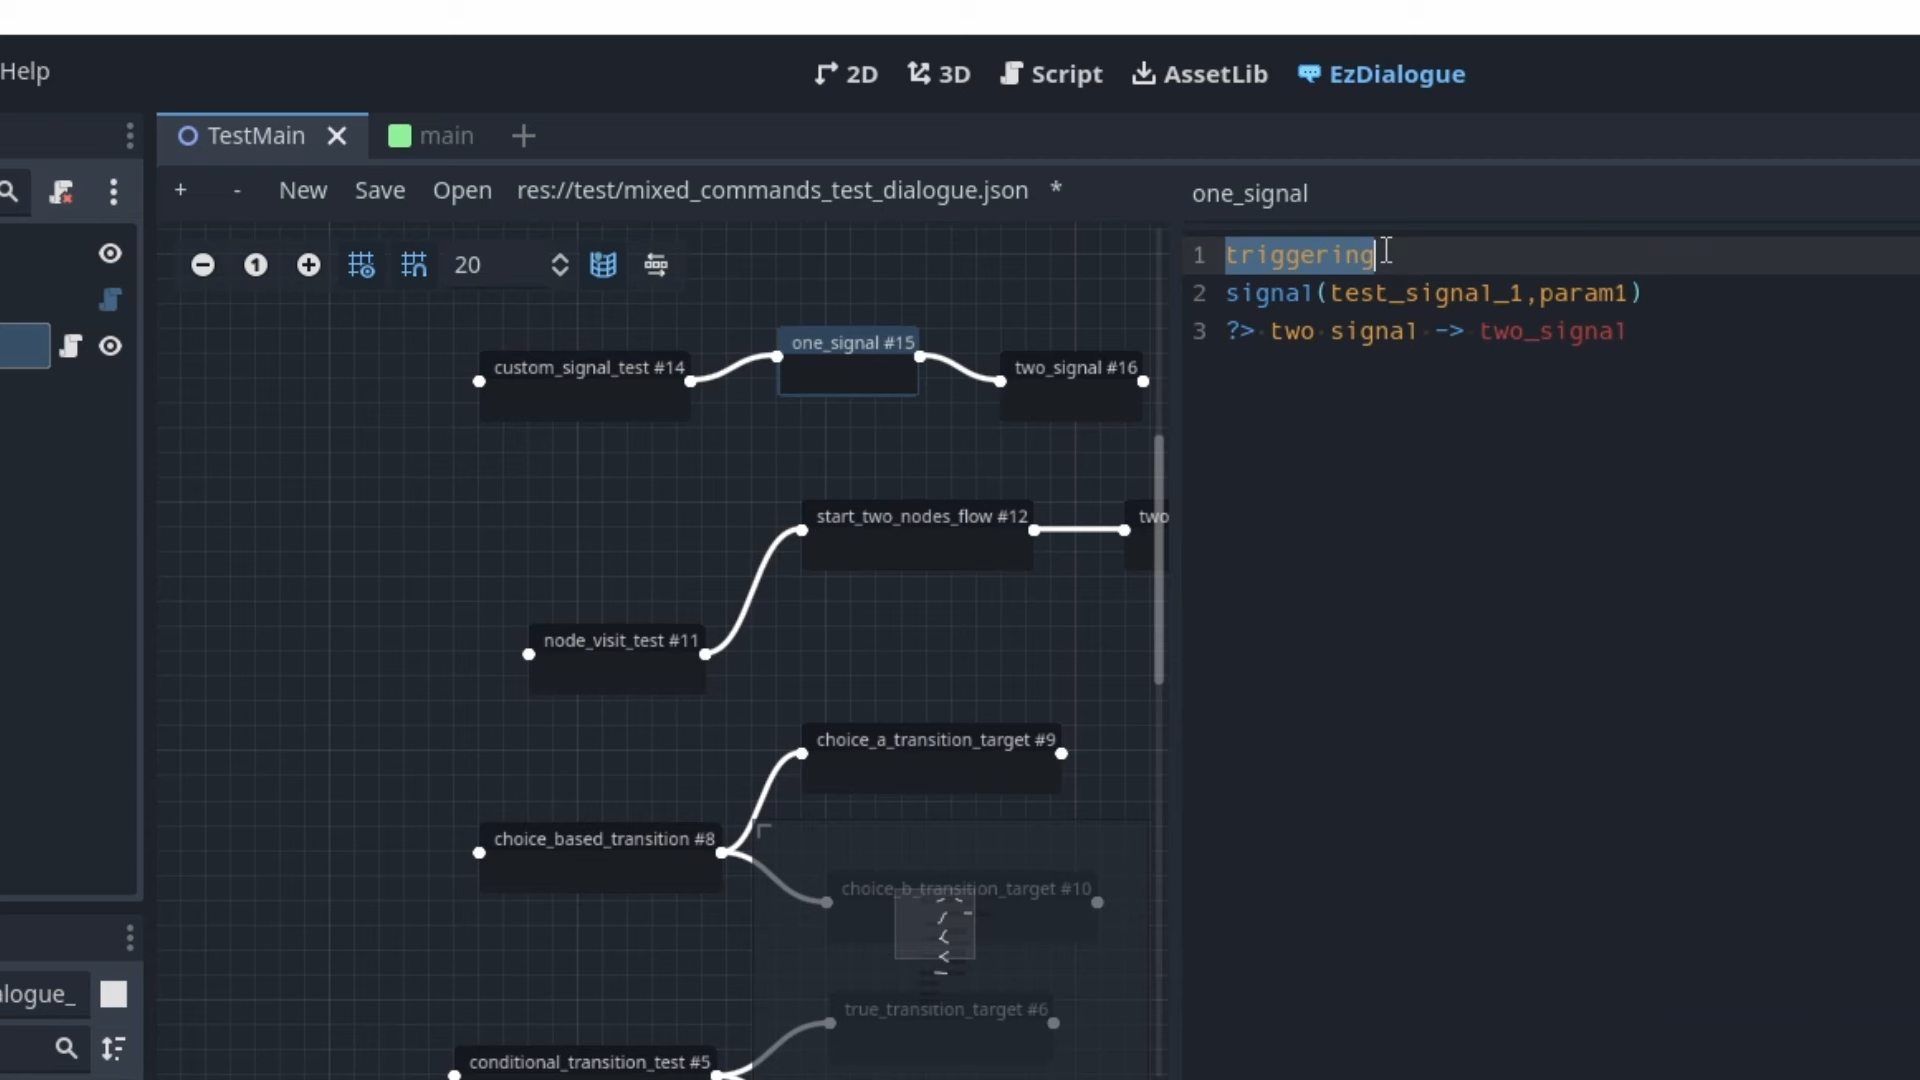 Help
2D
3D
Script
AssetLib
EzDialogue
TestMain
main
+ - New Save Open res://test/mixed_commands_test_dialogue.json *
one_signal
20
1 triggering
2 signal(test_signal_1,param1)
3 ?> two signal -> two_signal
custom_signal_test #14
one_signal #15
two_signal #16
start_two_nodes_flow #12
two
node_visit_test #11
choice_a_transition_target #9
choice_based_transition #8
choice_b_transition_target #10
alogue_
true_transition_target #6
conditional_transition_test #5